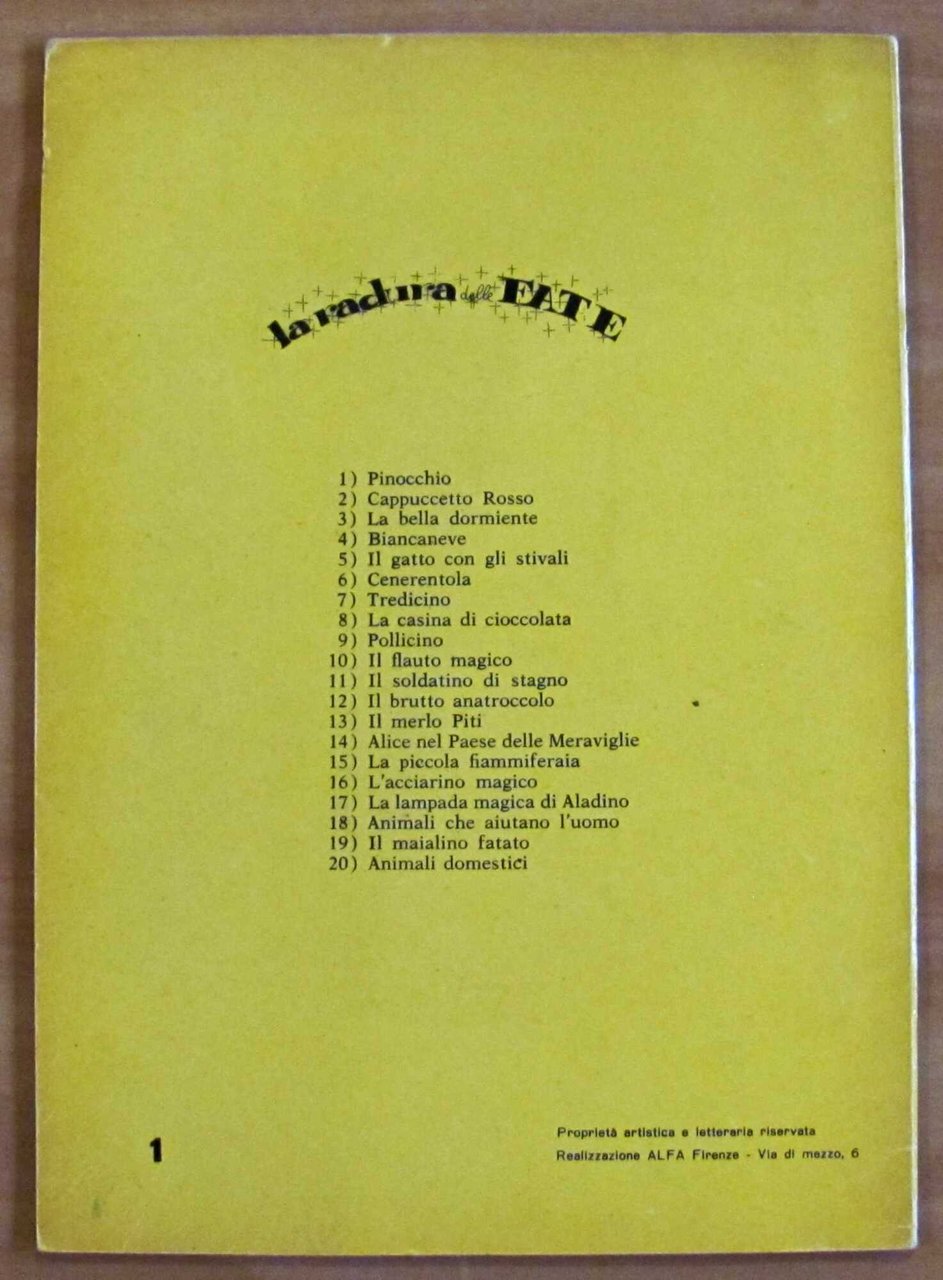 la radura delle FATE
1) Pinocchio
2) Cappuccetto Rosso
3) La bella dormiente
4) Biancaneve
5) Il gatto con gli stivali
6) Cenerentola
7) Tredicino
8) La casina di cioccolata
9) Pollicino
10) Il flauto magico
11) Il soldatino di stagno
12) Il brutto anatroccolo
13) Il merlo Piti
14) Alice nel Paese delle Meraviglie
15) La piccola fiammiferaia
16) L'acciarino magico
17) La lampada magica di Aladino
18) Animali che aiutano l'uomo
19) Il maialino fatato
20) Animali domestici
1
Proprietà artistica e letteraria riservata
Realizzazione ALFA Firenze - Via di mezzo, 6